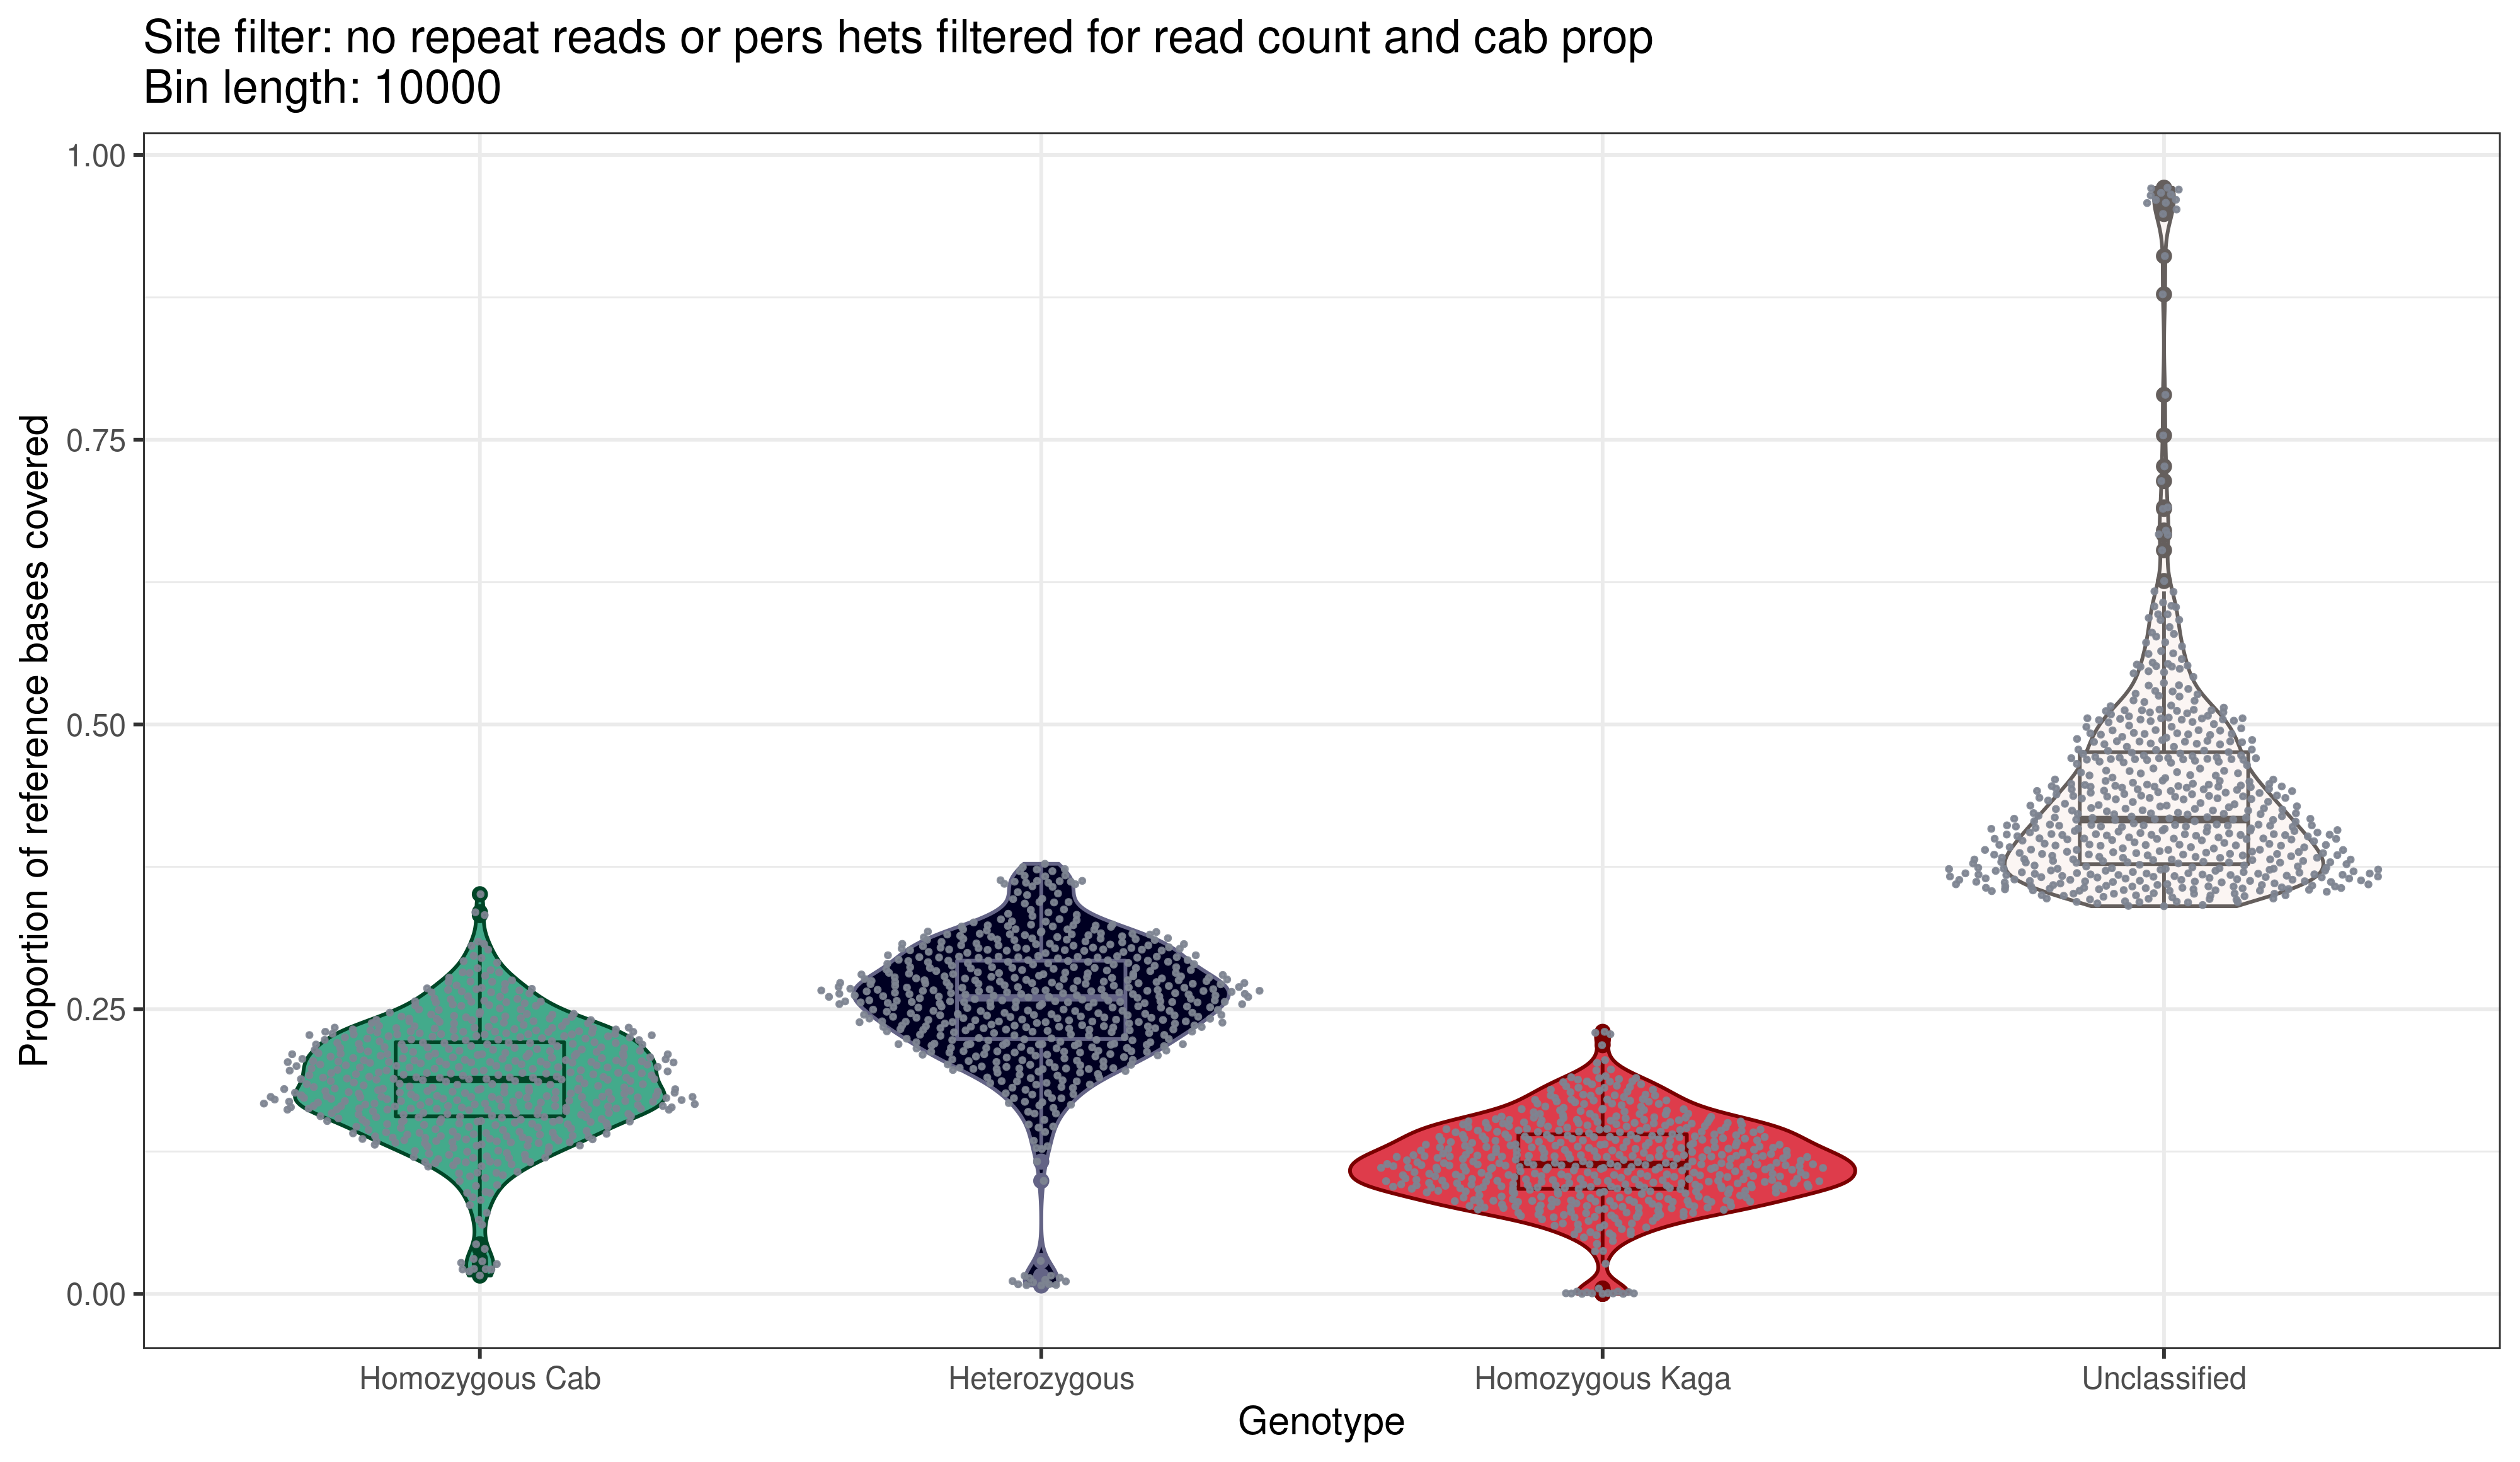 Site filter: no repeat reads or pers hets filtered for read count and cab prop
Bin length: 10000
1.00
0.75
0.50
0.25
0.00
Proportion of reference bases covered
Homozygous Cab
Heterozygous
Homozygous Kaga
Unclassified
Genotype